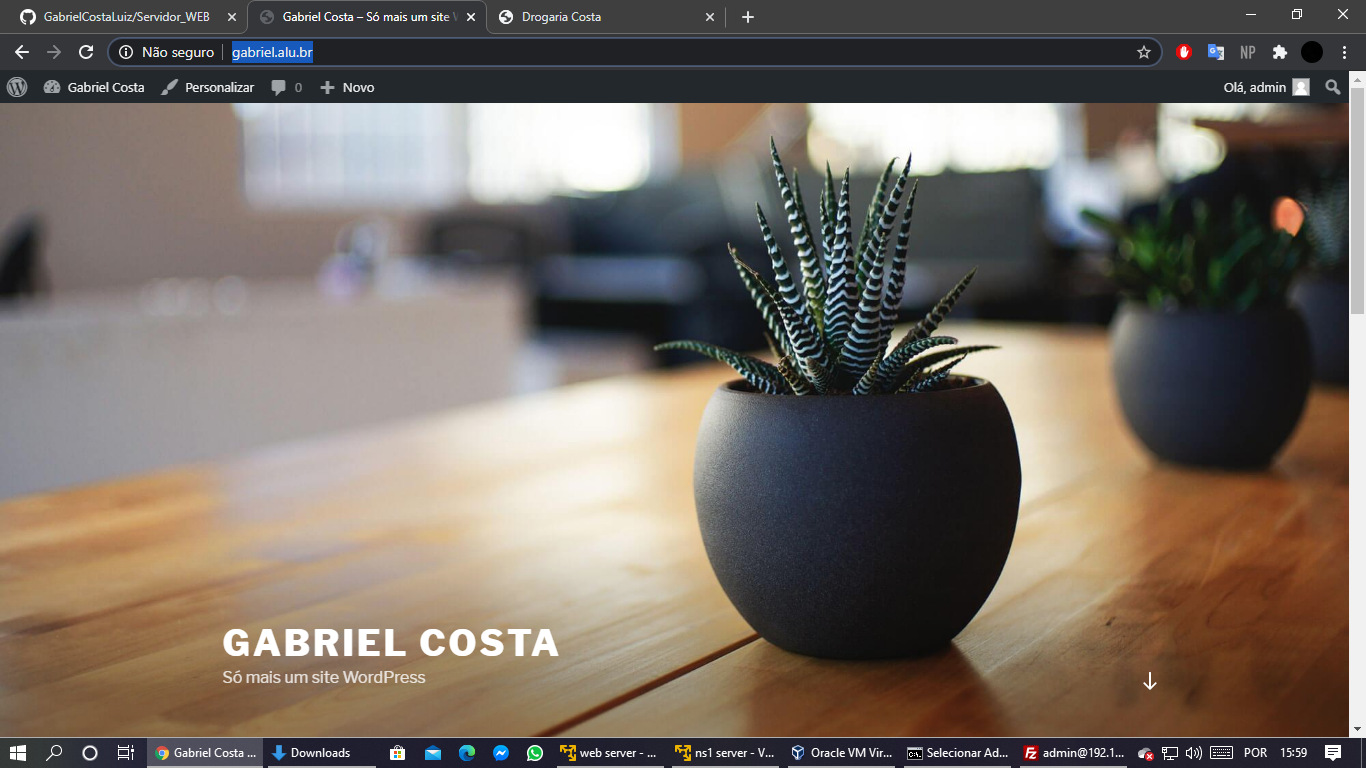 GabrielCostaLuiz/Servidor_WEB
Gabriel Costa – Só mais um site W
Drogaria Costa
Não seguro
gabriel.alu.br
NP
Gabriel Costa
Personalizar
0
Novo
Olá, admin
GABRIEL COSTA
Só mais um site WordPress
Gabriel Costa ...
Downloads
web server - ...
ns1 server - V...
Oracle VM Vir...
Selecionar Ad...
admin@192.1...
POR
15:59